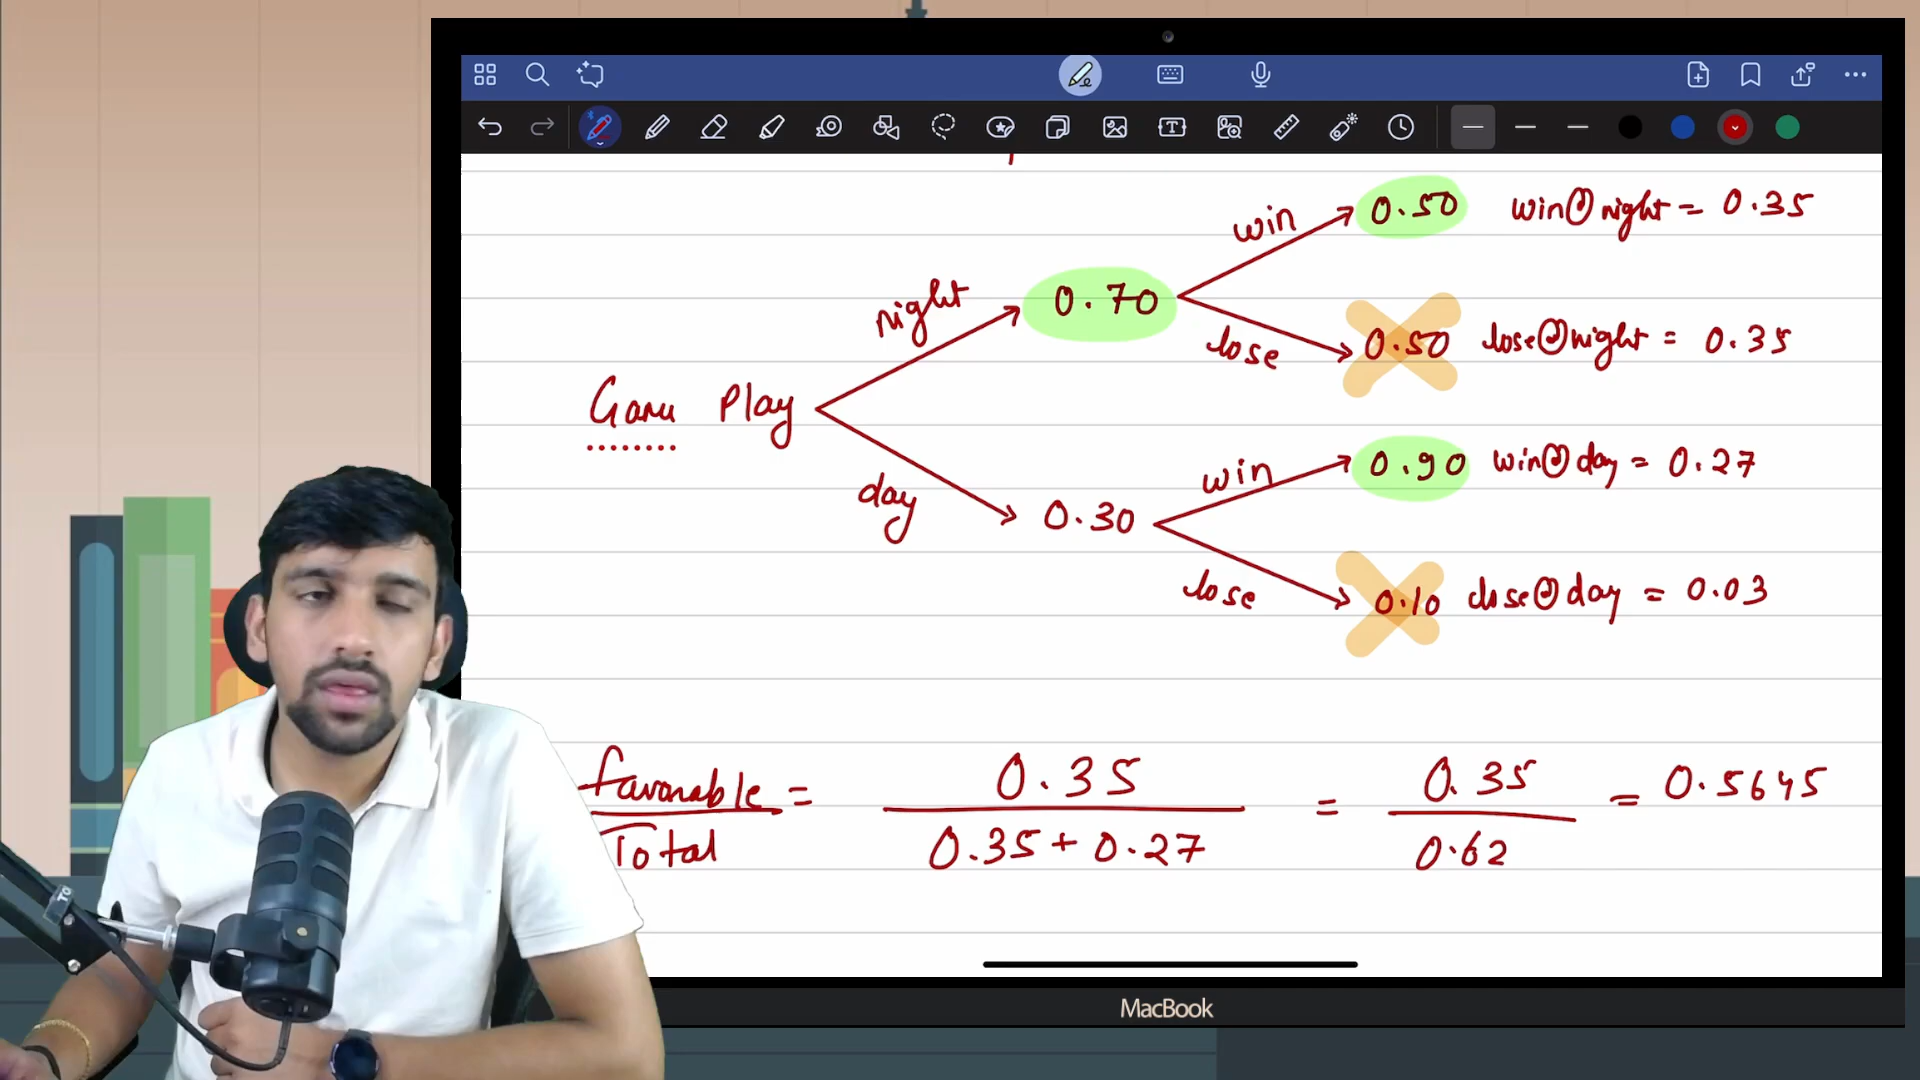 win 0.50 win@night = 0.35
night 0.70
lose 0.50 lose@night = 0.35
Game Play
win 0.90 win@day = 0.27
day 0.30
lose 0.10 lose@day = 0.03
favorable = 0.35 = 0.35 = 0.5645
Total 0.35 + 0.27 0.62
MacBook